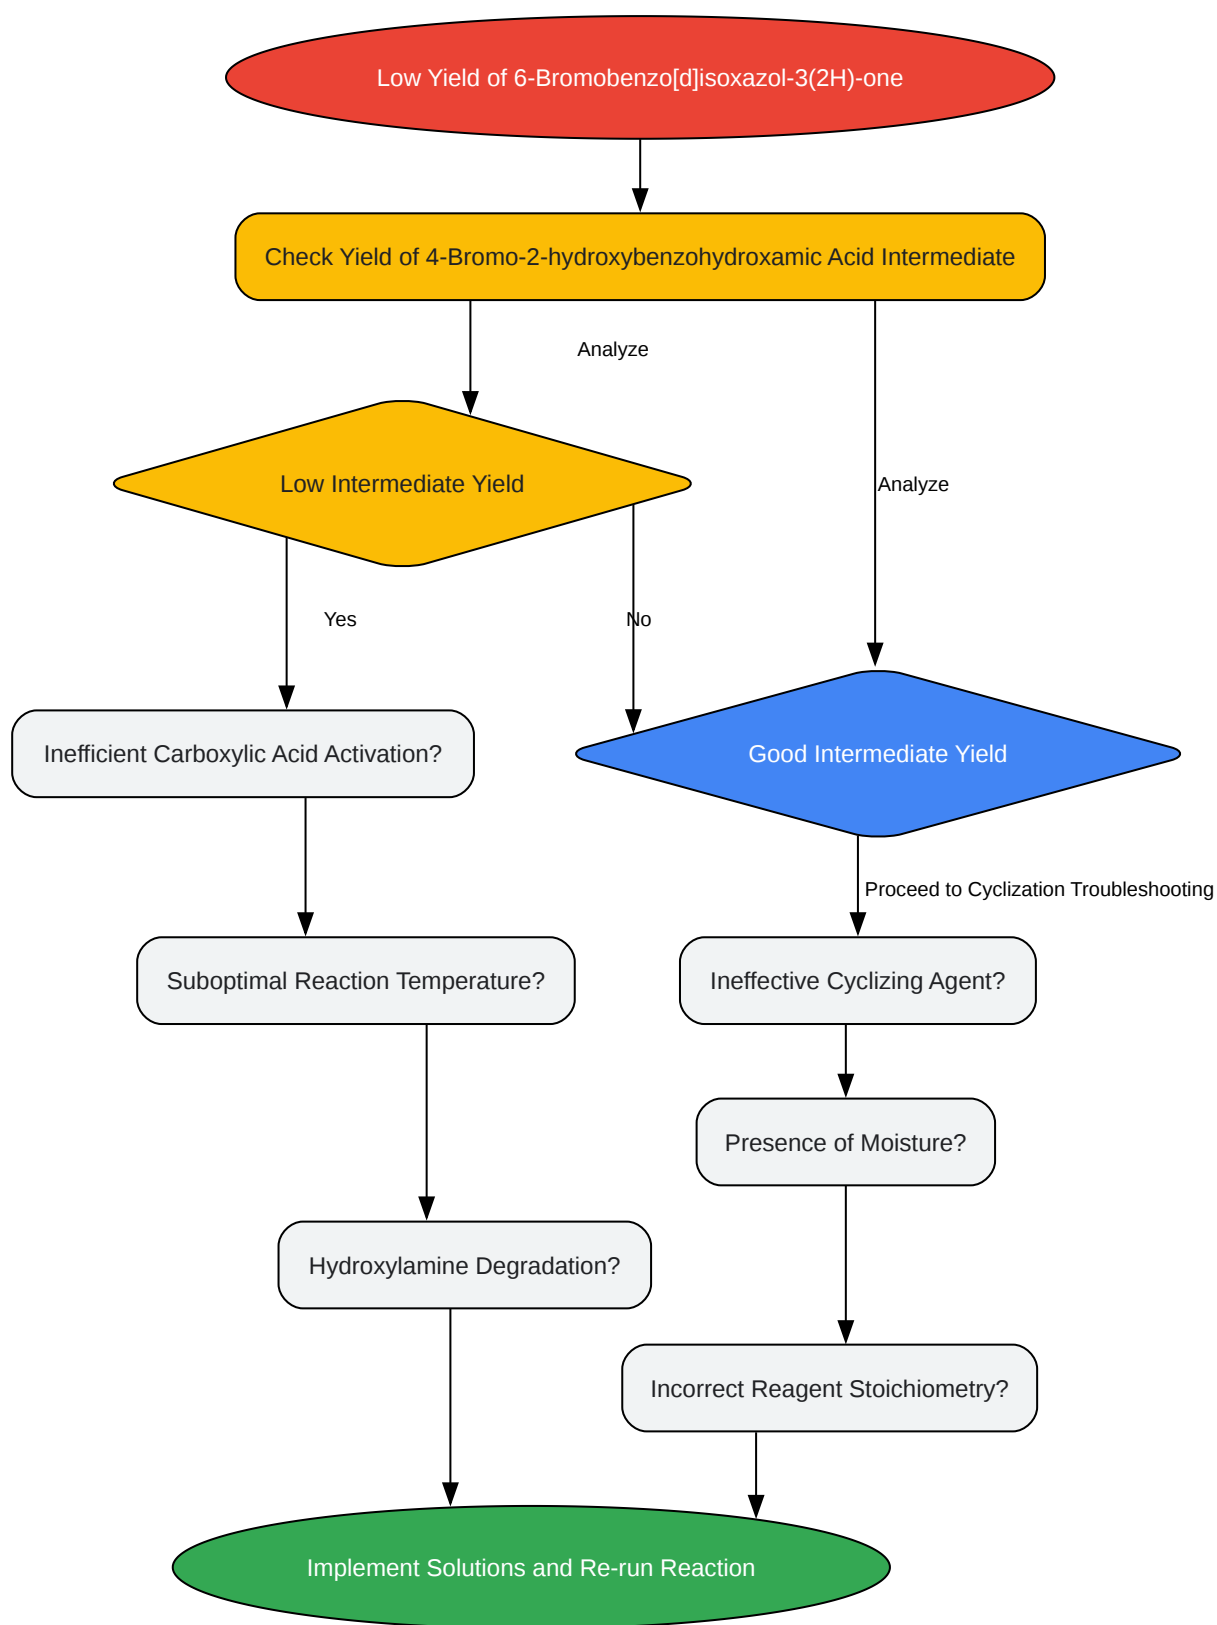 Low Yield of 6-Bromobenzo[d]isoxazol-3(2H)-one
Check Yield of 4-Bromo-2-hydroxybenzohydroxamic Acid Intermediate
Analyze
Low Intermediate Yield
Analyze
Yes
No
Inefficient Carboxylic Acid Activation?
Good Intermediate Yield
Proceed to Cyclization Troubleshooting
Suboptimal Reaction Temperature?
Ineffective Cyclizing Agent?
Presence of Moisture?
Hydroxylamine Degradation?
Incorrect Reagent Stoichiometry?
Implement Solutions and Re-run Reaction